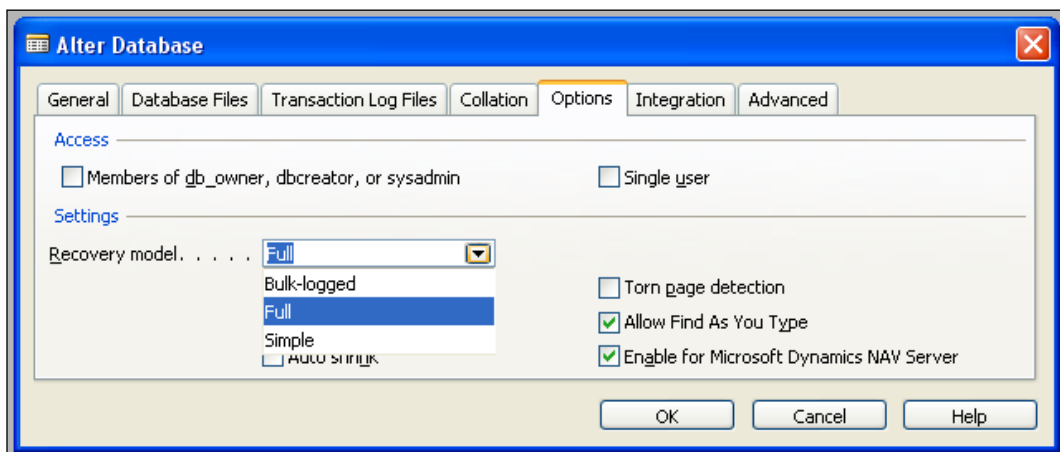 Alter Database
General Database Files Transaction Log Files Collation Options Integration Advanced
Access
Members of db_owner, dbcreator, or sysadmin Single user
Settings
Recovery model. . . . . Full
Bulk-logged Torn page detection
Full Allow Find As You Type
Simple
Auto shrink Enable for Microsoft Dynamics NAV Server
OK Cancel Help